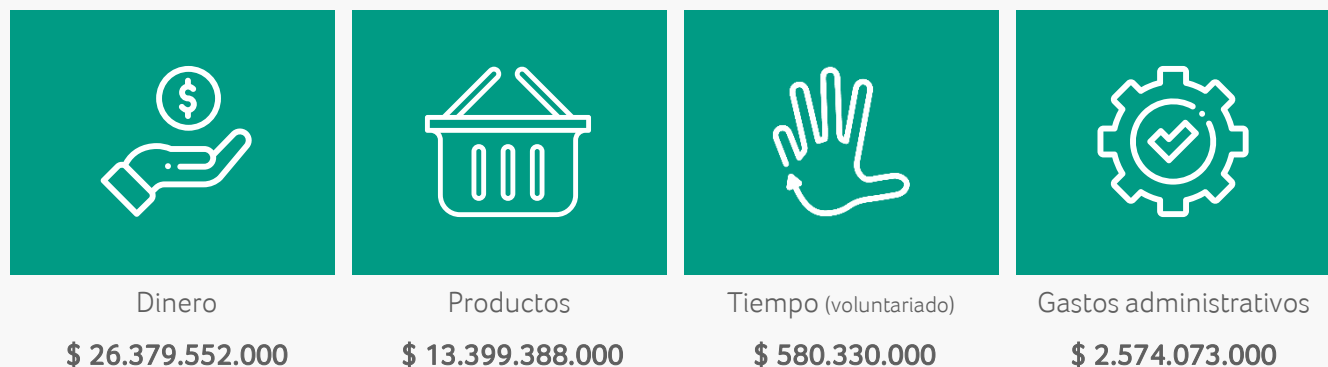 Dinero
$ 26.379.552.000
Productos
$ 13.399.388.000
Tiempo (voluntariado)
$ 580.330.000
Gastos administrativos
$ 2.574.073.000